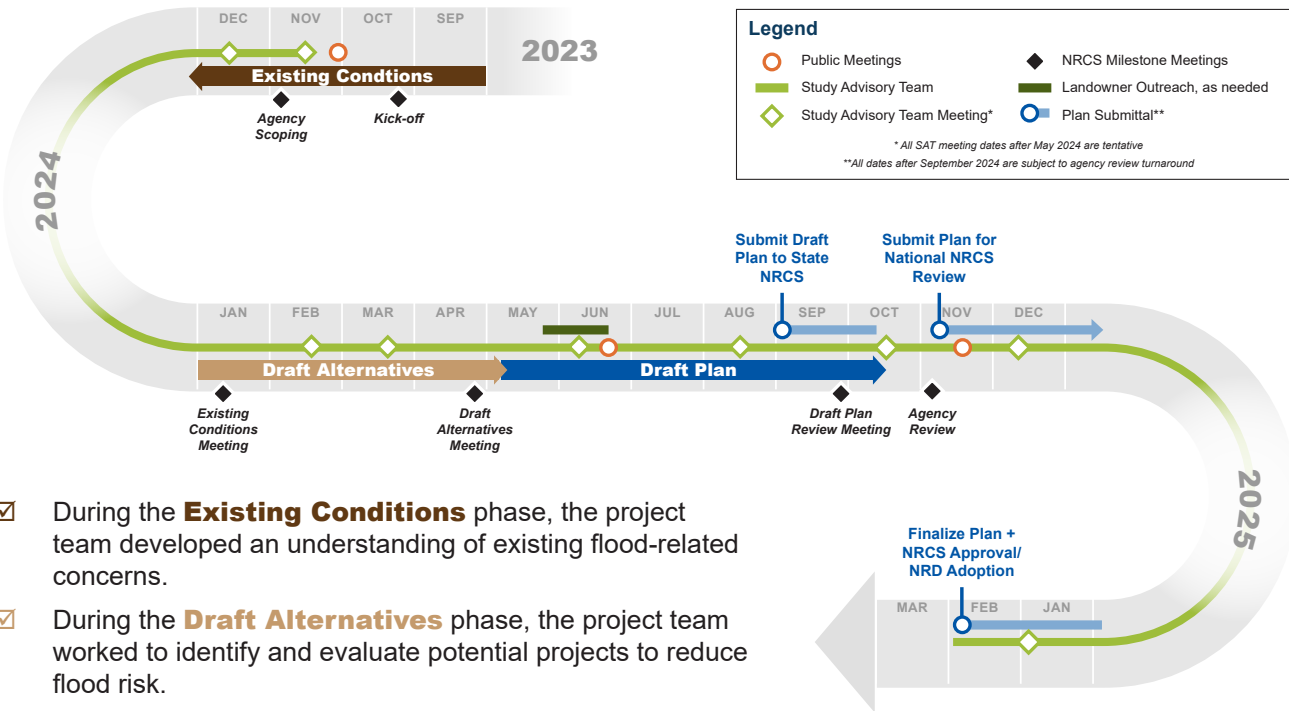 DEC NOV OCT SEP
2023
Existing Condtions
Agency
Scoping
Kick-off
Legend
Public Meetings
Study Advisory Team
Study Advisory Team Meeting*
NRCS Milestone Meetings
Landowner Outreach, as needed
Plan Submittal**
* All SAT meeting dates after May 2024 are tentative
**All dates after September 2024 are subject to agency review turnaround
2024
Submit Draft
Plan to State
NRCS
Submit Plan for
National NRCS
Review
JAN FEB MAR APR MAY JUN JUL AUG SEP OCT NOV DEC
Draft Alternatives
Draft Plan
Existing
Conditions
Meeting
Draft
Alternatives
Meeting
Draft Plan
Review Meeting
Agency
Review
2025
During the Existing Conditions phase, the project
team developed an understanding of existing flood-related
concerns.
During the Draft Alternatives phase, the project team
worked to identify and evaluate potential projects to reduce
flood risk.
Finalize Plan +
NRCS Approval/
NRD Adoption
MAR FEB JAN